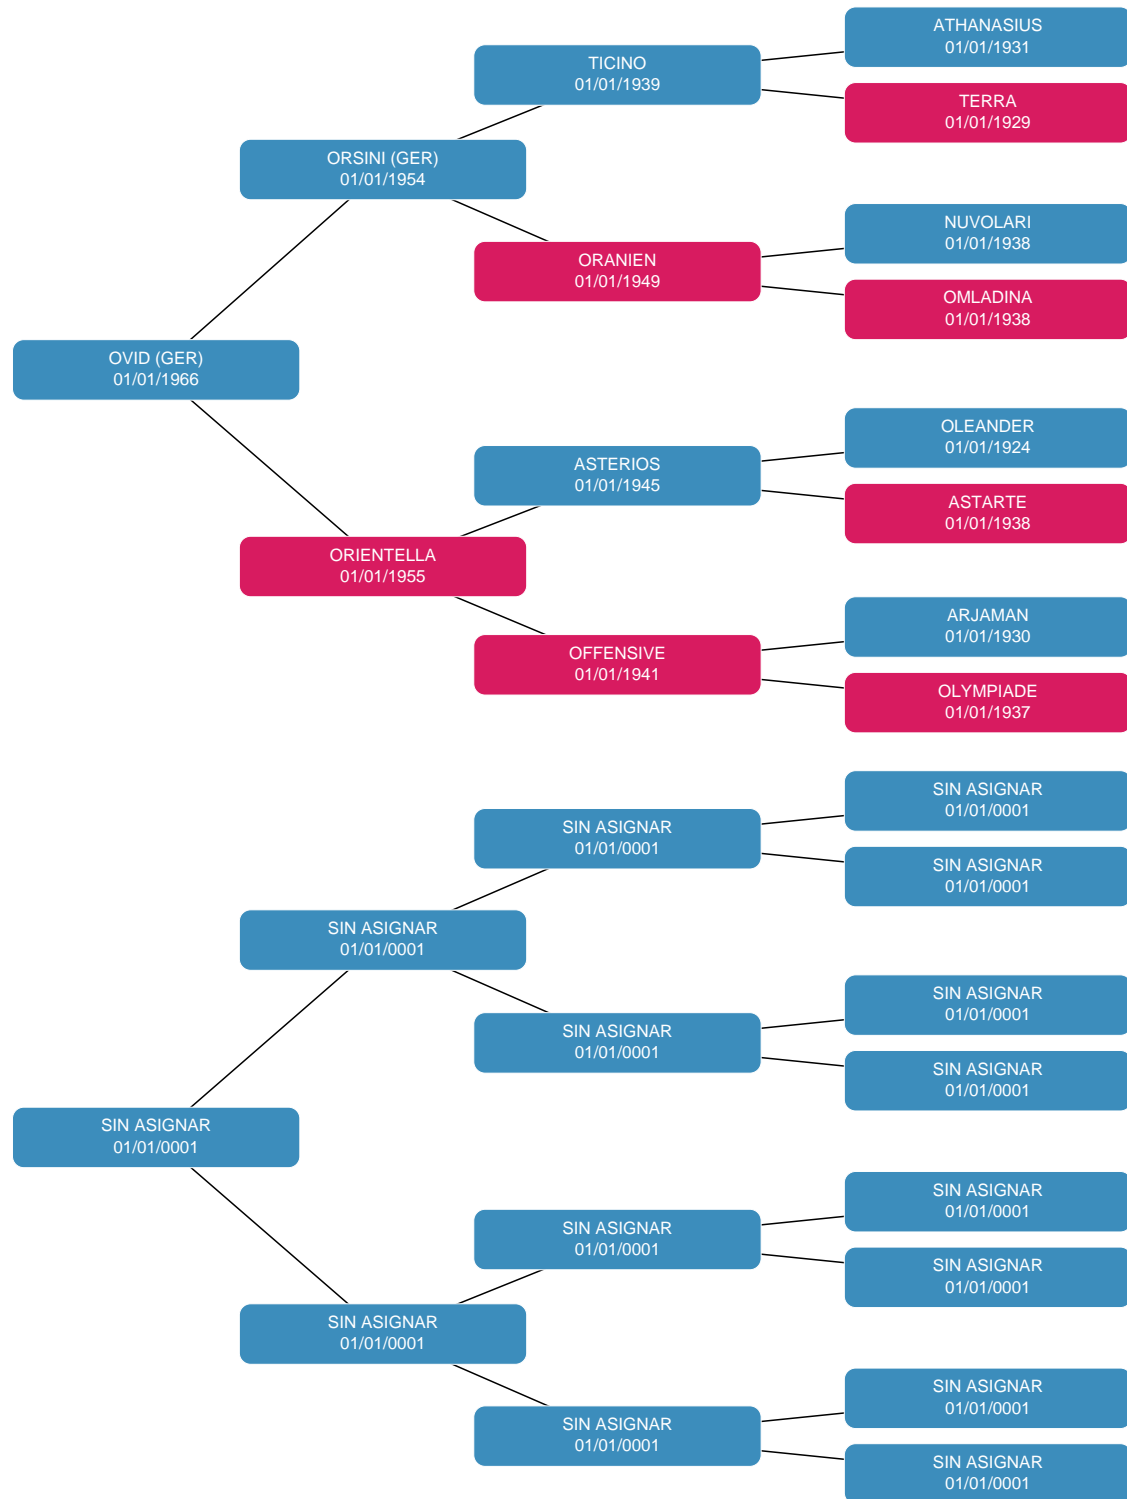 ATHANASIUS
01/01/1931
TICINO
01/01/1939
TERRA
01/01/1929
ORSINI (GER)
01/01/1954
NUVOLARI
01/01/1938
ORANIEN
01/01/1949
OMLADINA
01/01/1938
OVID (GER)
01/01/1966
OLEANDER
01/01/1924
ASTERIOS
01/01/1945
ASTARTE
01/01/1938
ORIENTELLA
01/01/1955
ARJAMAN
01/01/1930
OFFENSIVE
01/01/1941
OLYMPIADE
01/01/1937
SIN ASIGNAR
01/01/0001
SIN ASIGNAR
01/01/0001
SIN ASIGNAR
01/01/0001
SIN ASIGNAR
01/01/0001
SIN ASIGNAR
01/01/0001
SIN ASIGNAR
01/01/0001
SIN ASIGNAR
01/01/0001
SIN ASIGNAR
01/01/0001
SIN ASIGNAR
01/01/0001
SIN ASIGNAR
01/01/0001
SIN ASIGNAR
01/01/0001
SIN ASIGNAR
01/01/0001
SIN ASIGNAR
01/01/0001
SIN ASIGNAR
01/01/0001
SIN ASIGNAR
01/01/0001